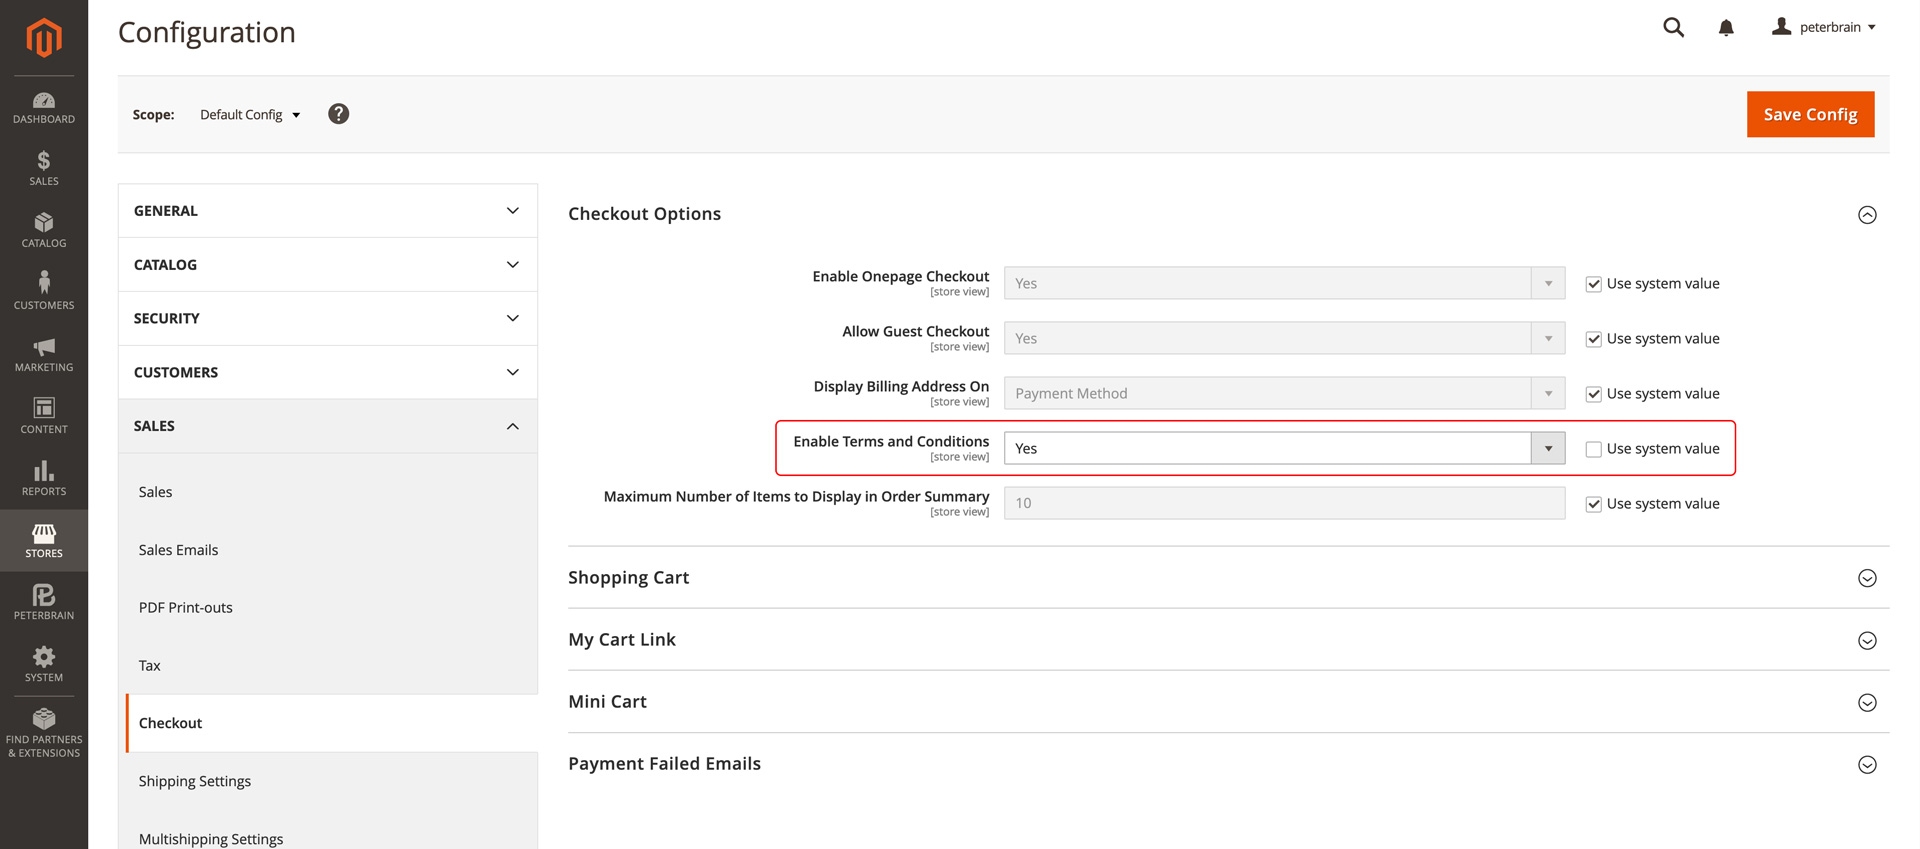 Configuration
peterbrain
Scope:
Default Config
?
Save Config
DASHBOARD
$
SALES
CATALOG
CUSTOMERS
MARKETING
CONTENT
REPORTS
STORES
PETERBRAIN
SYSTEM
FIND PARTNERS
& EXTENSIONS
GENERAL
CATALOG
SECURITY
CUSTOMERS
SALES
Sales
Sales Emails
PDF Print-outs
Tax
Checkout
Shipping Settings
Multishipping Settings
Checkout Options
Enable Onepage Checkout
[store view]
Yes
Use system value
Allow Guest Checkout
[store view]
Yes
Use system value
Display Billing Address On
[store view]
Payment Method
Use system value
Enable Terms and Conditions
[store view]
Yes
Use system value
Maximum Number of Items to Display in Order Summary
[store view]
10
Use system value
Shopping Cart
My Cart Link
Mini Cart
Payment Failed Emails